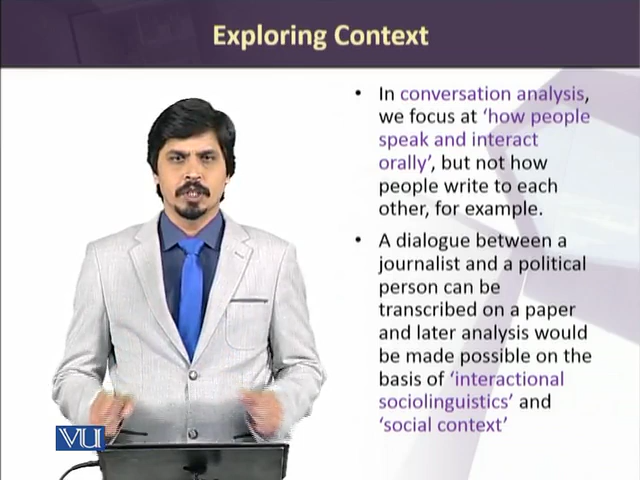 Exploring Context
• In conversation analysis,
we focus at ‘how people
speak and interact
orally’, but not how
people write to each
other, for example.
• A dialogue between a
journalist and a political
person can be
transcribed on a paper
and later analysis would
be made possible on the
basis of ‘interactional
sociolinguistics’ and
‘social context’
VU